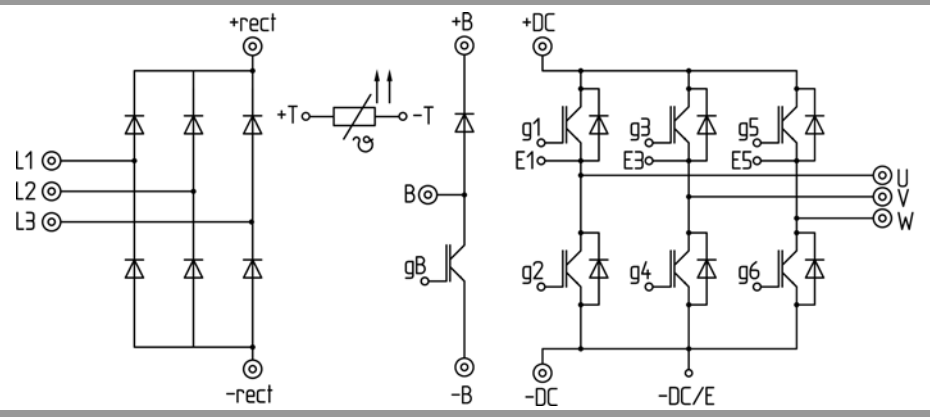 +rect
+B
+DC
+T
-T
ϑ
g1
g3
g5
L1
E1
E3
E5
L2
B
U
V
L3
W
gB
g2
g4
g6
-rect
-B
-DC
-DC/E